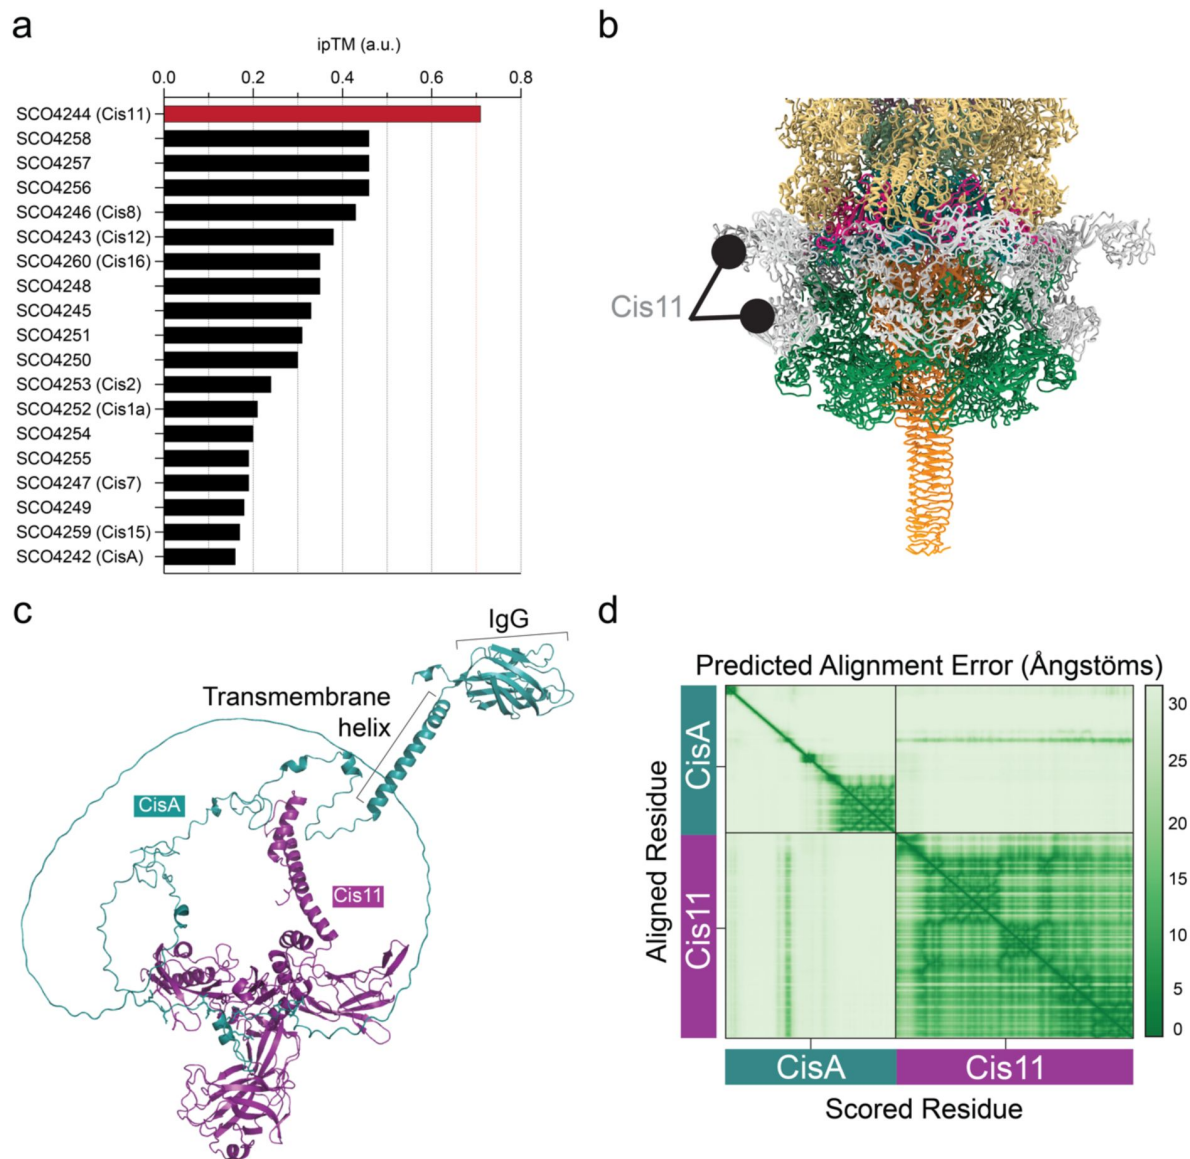 a
ipTM (a.u.)
0.0 0.2 0.4 0.6 0.8
SCO4244 (Cis11)
SCO4258
SCO4257
SCO4256
SCO4246 (Cis8)
SCO4243 (Cis12)
SCO4260 (Cis16)
SCO4248
SCO4245
SCO4251
SCO4250
SCO4253 (Cis2)
SCO4252 (Cis1a)
SCO4254
SCO4255
SCO4247 (Cis7)
SCO4249
SCO4259 (Cis15)
SCO4242 (CisA)
b
Cis11
c
IgG
Transmembrane
helix
CisA
Cis11
d
Predicted Alignment Error (Ångstöms)
Aligned Residue
CisA
Cis11
30
25
20
15
10
5
0
CisA Cis11
Scored Residue